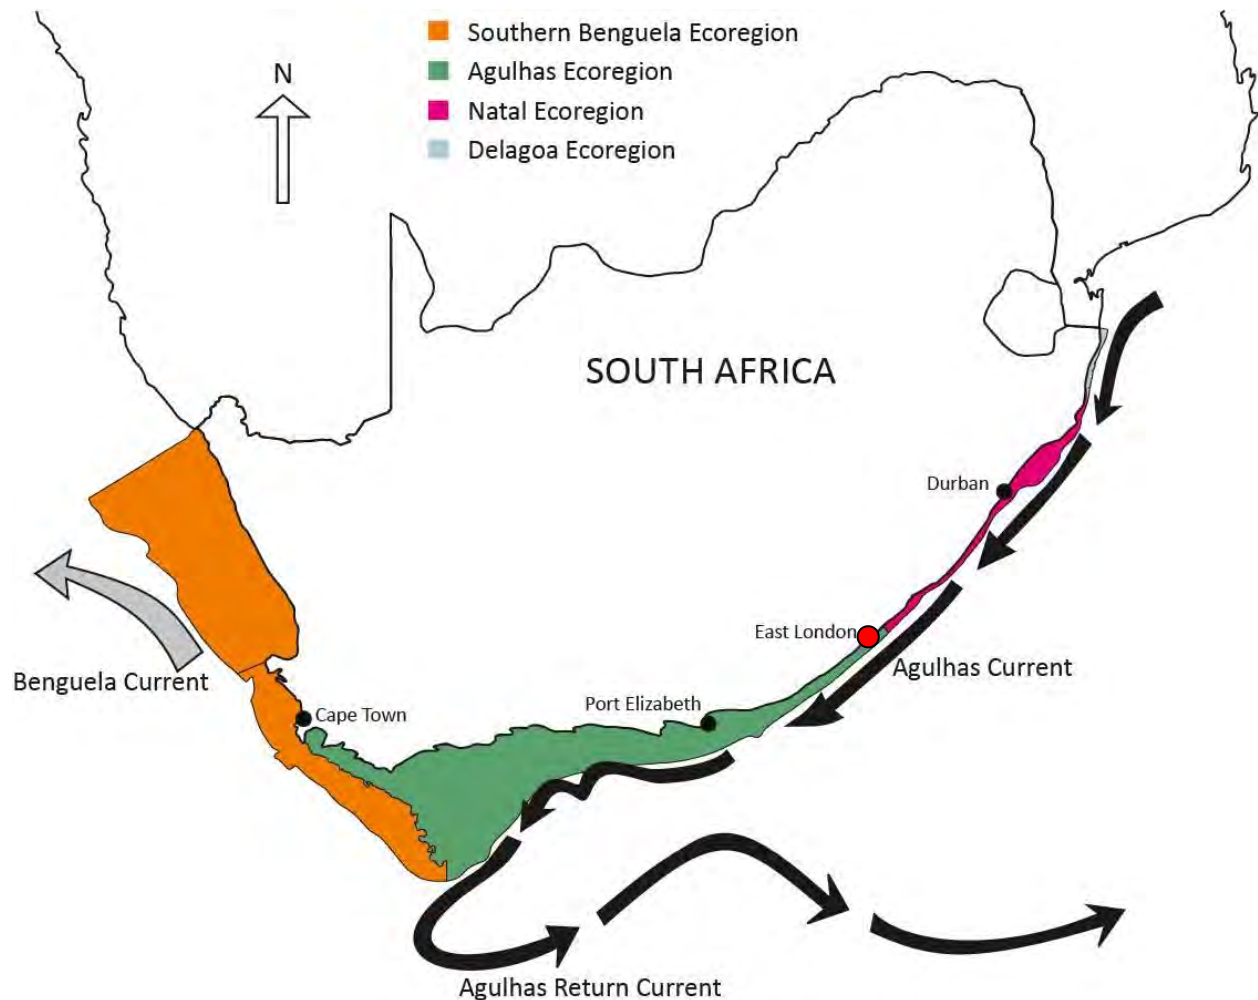 Southern Benguela Ecoregion
Agulhas Ecoregion
Natal Ecoregion
Delagoa Ecoregion
N
SOUTH AFRICA
Durban
East London
Agulhas Current
Benguela Current
Port Elizabeth
Cape Town
Agulhas Return Current